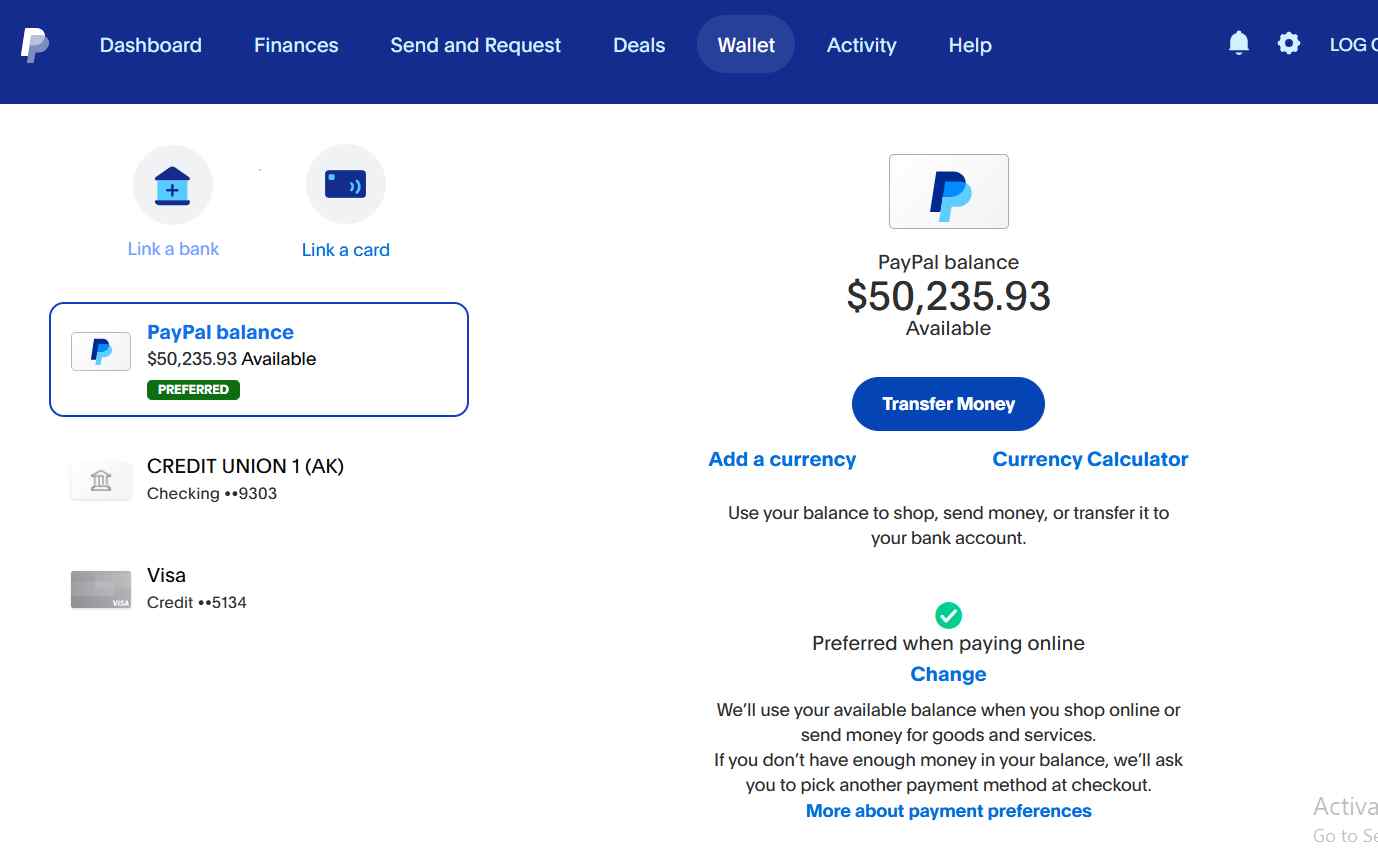 Dashboard Finances Send and Request Deals Wallet Activity Help LOG
Link a bank Link a card
PayPal balance
$50,235.93 Available
PREFERRED
CREDIT UNION 1 (AK)
Checking ••9303
Visa
VISA
Credit ••5134
PayPal balance
$50,235.93
Available
Transfer Money
Add a currency Currency Calculator
Use your balance to shop, send money, or transfer it to
your bank account.
Preferred when paying online
Change
We’ll use your available balance when you shop online or
send money for goods and services.
If you don’t have enough money in your balance, we’ll ask
you to pick another payment method at checkout.
More about payment preferences
Activa
Go to Se